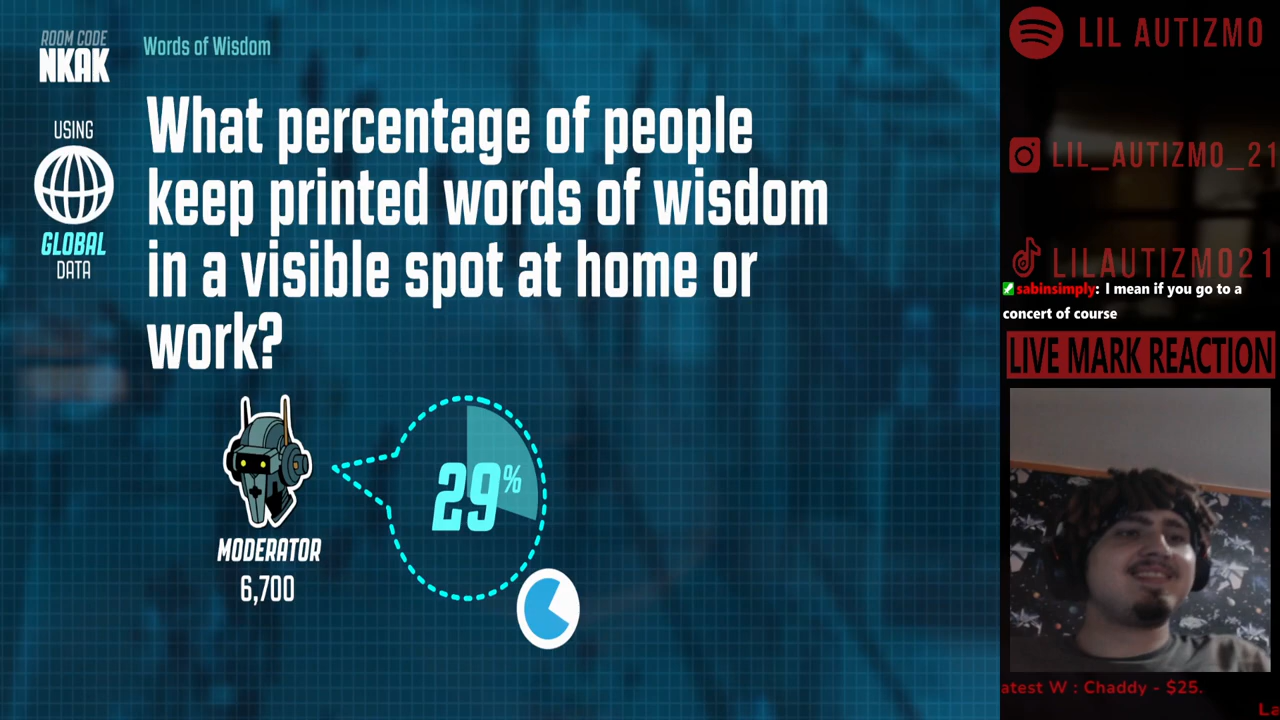 ROOM CODE
NKAK
Words of Wisdom
USING
GLOBAL
DATA
What percentage of people
keep printed words of wisdom
in a visible spot at home or
work?
29%
MODERATOR
6,700
LIL AUTIZMO
LIL_AUTIZMO_21
LILAUTIZMO21
sabinsimply: I mean if you go to a
concert of course
LIVE MARK REACTION
atest W : Chaddy - $25.
La